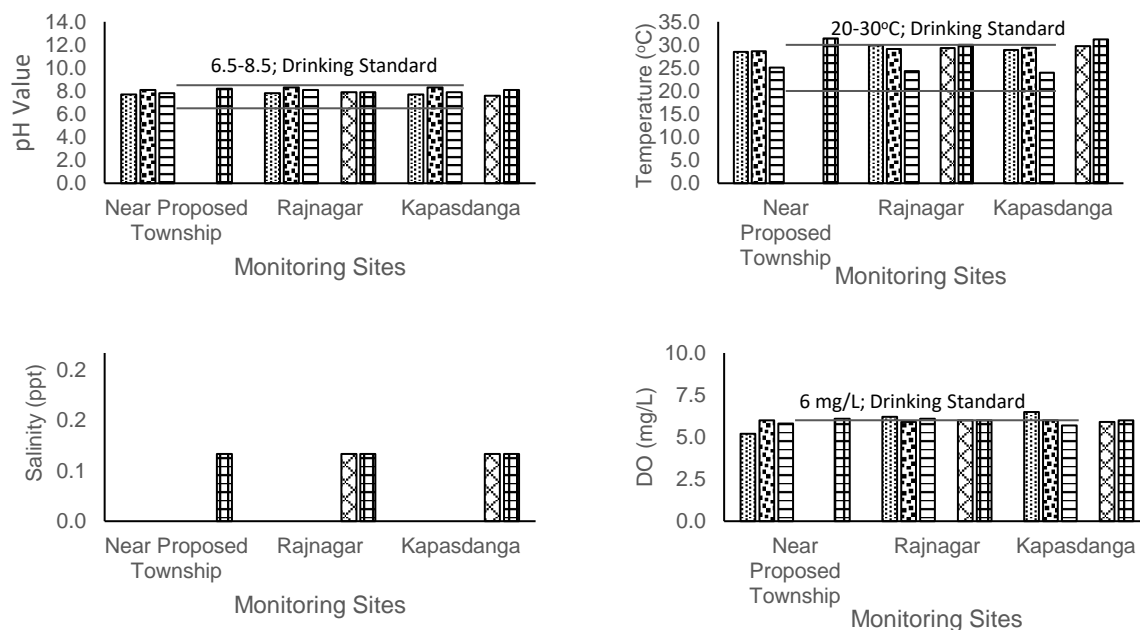 14.0
12.0
10.0
8.0
6.0
4.0
2.0
0.0
pH Value
6.5-8.5; Drinking Standard
Near Proposed
Township
Rajnagar
Kapasdanga
Monitoring Sites
35.0
30.0
25.0
20.0
15.0
10.0
5.0
0.0
Temperature (oC)
20-30oC; Drinking Standard
Near
Proposed
Township
Rajnagar
Kapasdanga
Monitoring Sites
0.2
0.2
0.1
0.0
Salinity (ppt)
Near Proposed
Township
Rajnagar
Kapasdanga
Monitoring Sites
10.0
7.5
5.0
2.5
0.0
DO (mg/L)
6 mg/L; Drinking Standard
Near
Proposed
Township
Rajnagar
Kapasdanga
Monitoring Sites